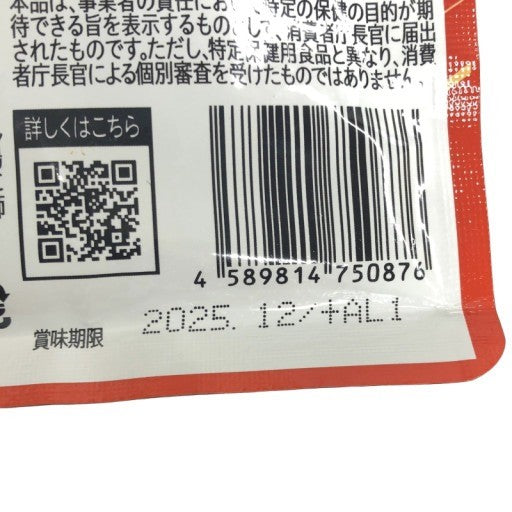 本品は、事業者の責任において特定の保健の目的が期
待できる旨を表示するものとして、消費者庁長官に届出
されたものです。ただし、特定保健用食品と異なり、消費
者庁長官による個別審査を受けたものではありません。
詳しくはこちら
4 589814 750876
賞味期限 2025. 12/+AL1